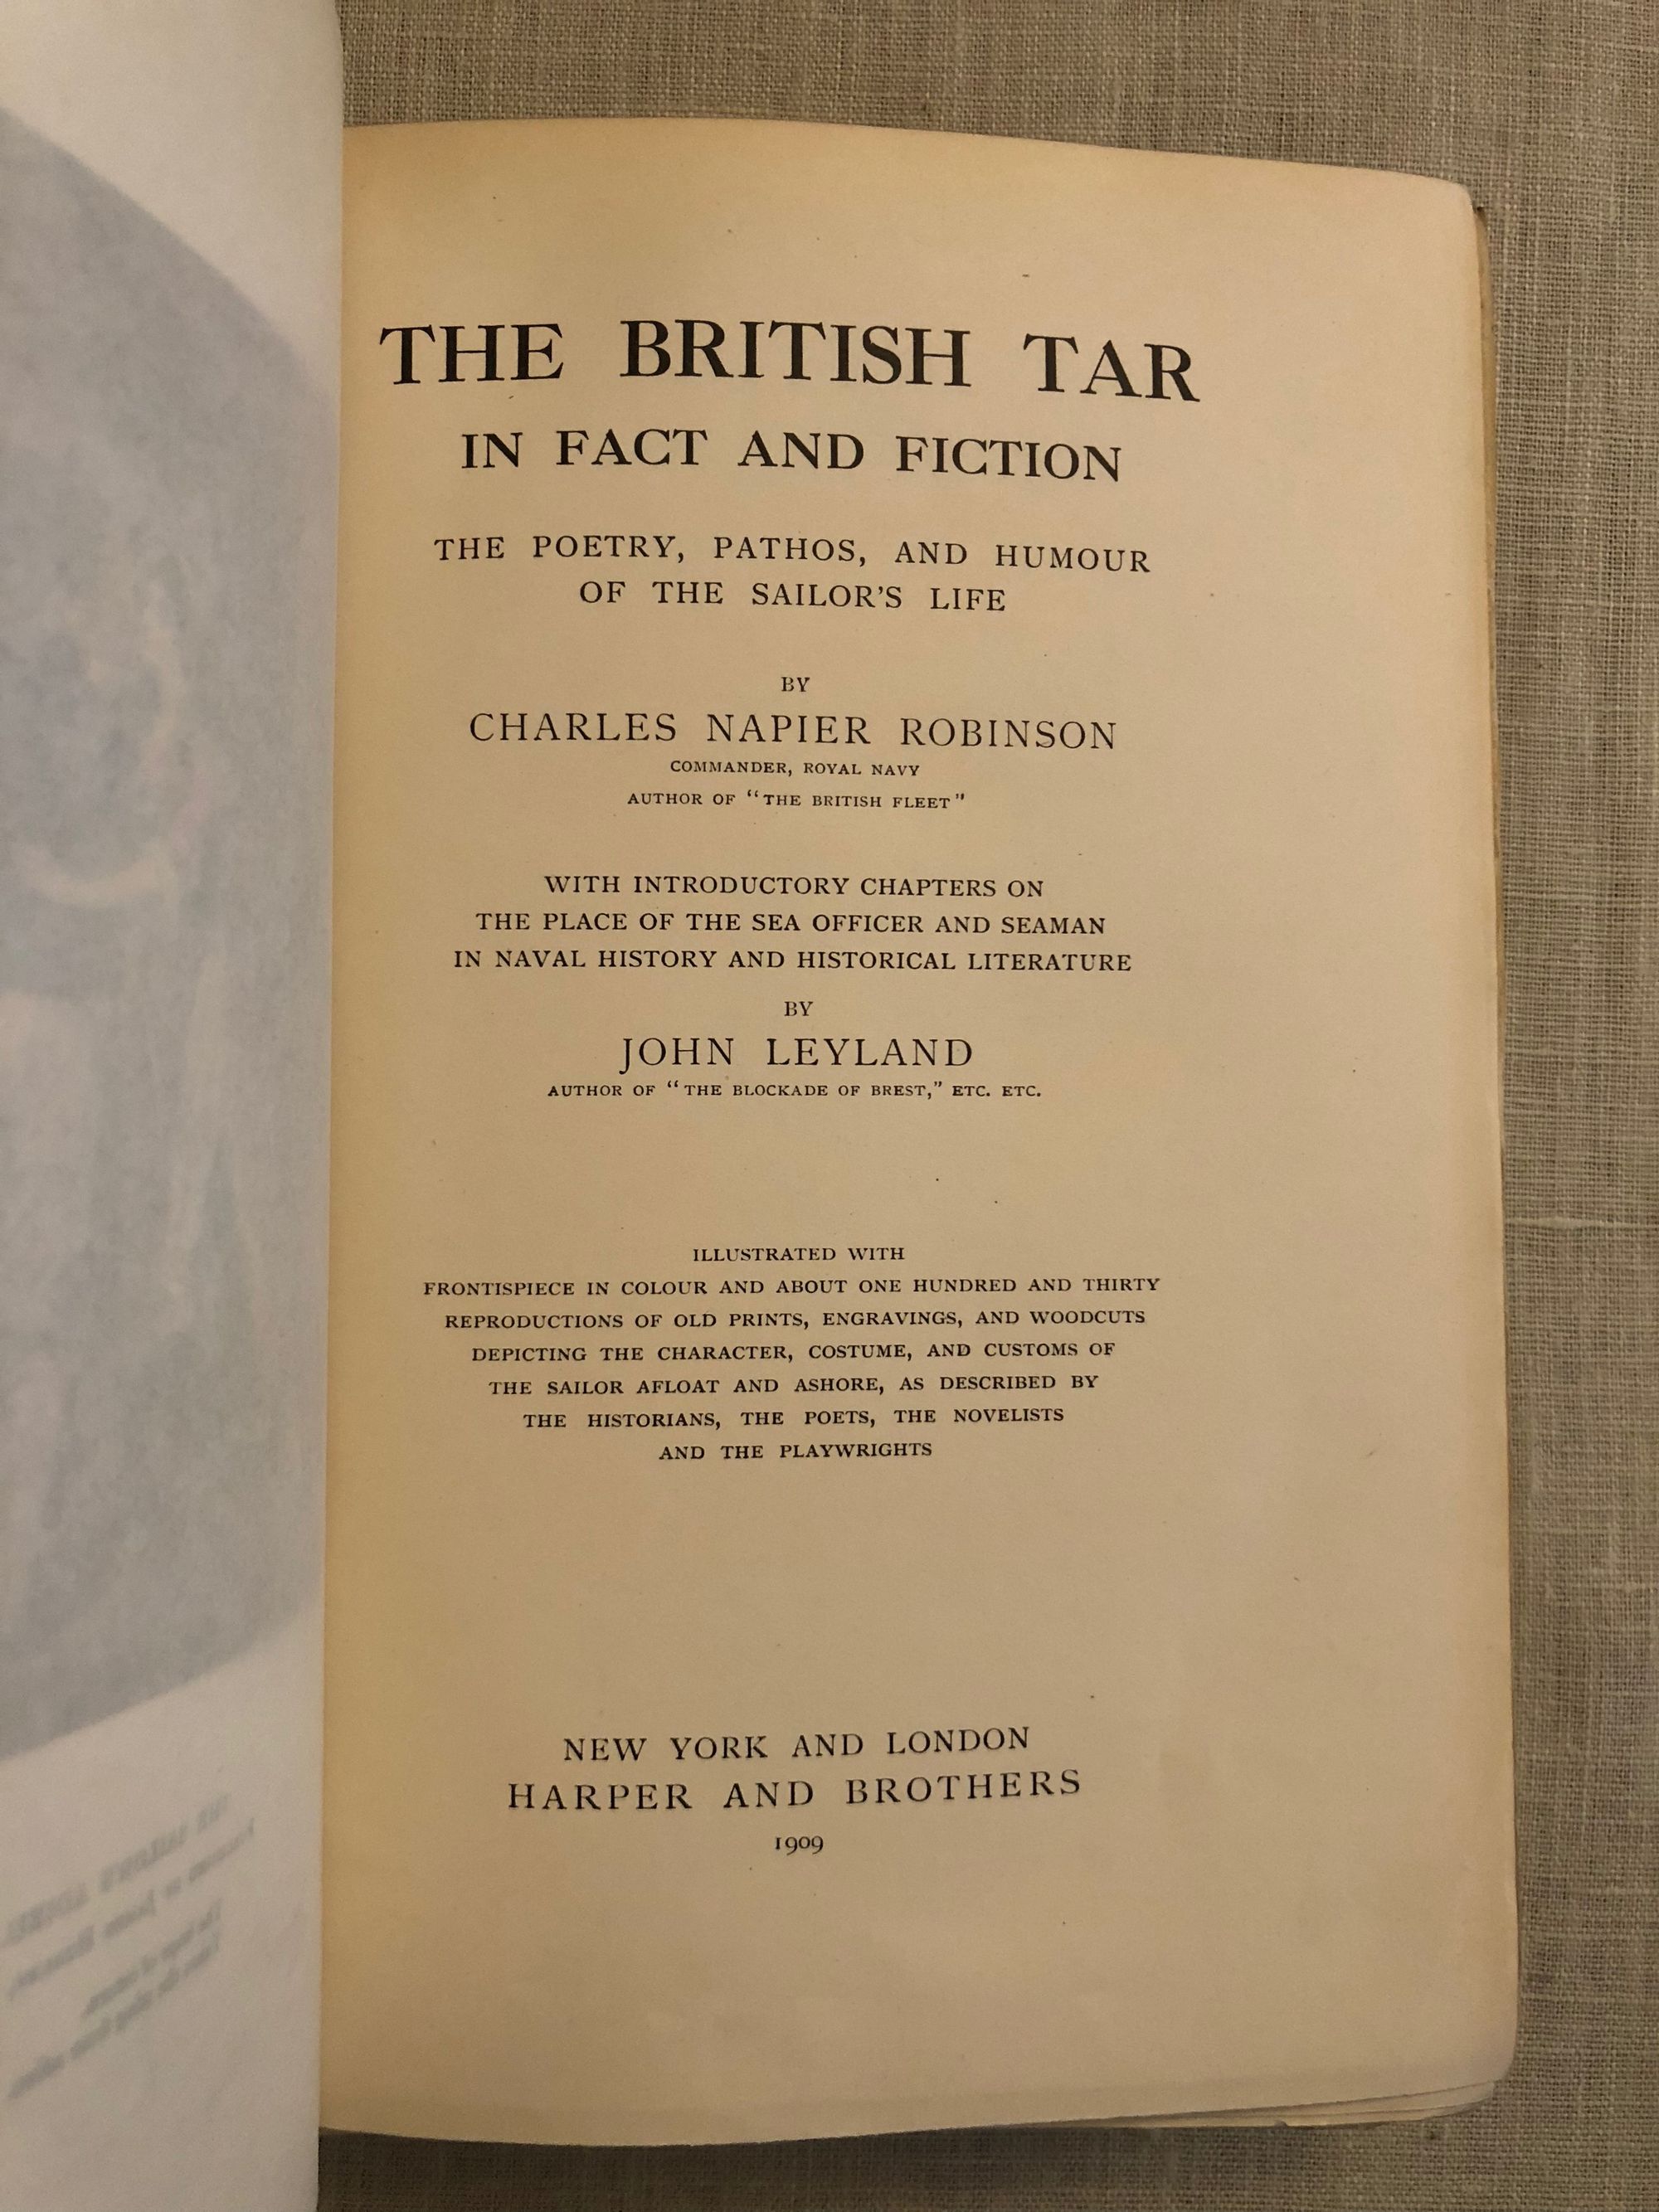 THE BRITISH TAR
IN FACT AND FICTION
THE POETRY, PATHOS, AND HUMOUR
OF THE SAILOR'S LIFE
BY
CHARLES NAPIER ROBINSON
COMMANDER, ROYAL NAVY
AUTHOR OF "THE BRITISH FLEET"
WITH INTRODUCTORY CHAPTERS ON
THE PLACE OF THE SEA OFFICER AND SEAMAN
IN NAVAL HISTORY AND HISTORICAL LITERATURE
BY
JOHN LEYLAND
AUTHOR OF "THE BLOCKADE OF BREST," ETC. ETC.
ILLUSTRATED WITH
FRONTISPIECE IN COLOUR AND ABOUT ONE HUNDRED AND THIRTY
REPRODUCTIONS OF OLD PRINTS, ENGRAVINGS, AND WOODCUTS
DEPICTING THE CHARACTER, COSTUME, AND CUSTOMS OF
THE SAILOR AFLOAT AND ASHORE, AS DESCRIBED BY
THE HISTORIANS, THE POETS, THE NOVELISTS
AND THE PLAYWRIGHTS
NEW YORK AND LONDON
HARPER AND BROTHERS
1909